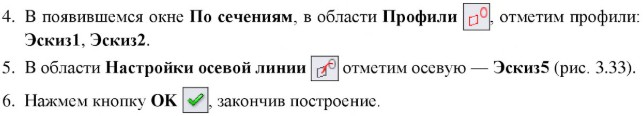 4. В появившемся окне По сечениям, в области Профили , отметим профили:
Эскиз1, Эскиз2.
5. В области Настройки осевой линии отметим осевую — Эскиз5 (рис. 3.33).
6. Нажмем кнопку OK , закончив построение.